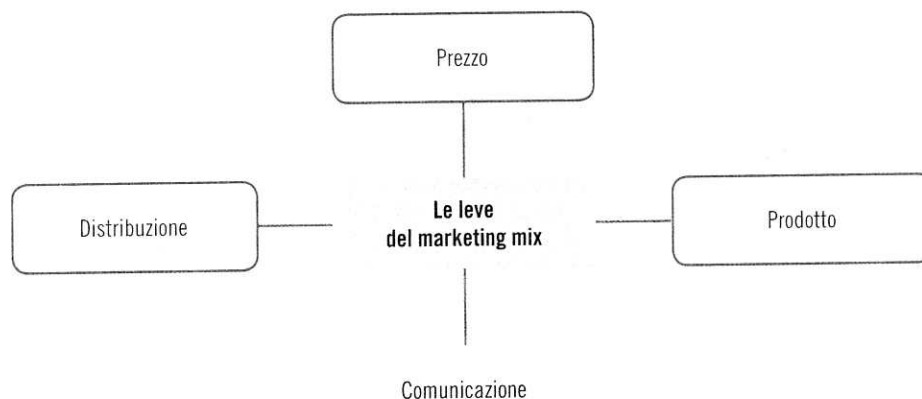 Prezzo
Distribuzione
Le leve
del marketing mix
Prodotto
Comunicazione